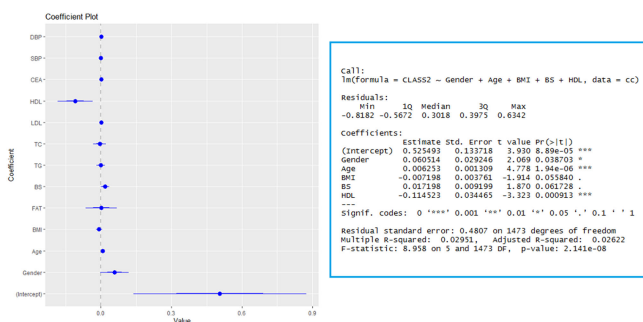 Coefficient Plot
DBP
SBP
CEA
HDL
LDL
TC
TG
BS
FAT
BMI
Age
Gender
(Intercept)
Coefficient
0.0
0.3
0.6
0.9
Value
Call:
lm(formula = CLASS2 ~ Gender + Age + BMI + BS + HDL, data = cc)
Residuals:
Min 1Q Median 3Q Max
-0.8182 -0.5672 0.3018 0.3975 0.6342
Coefficients:
Estimate Std. Error t value Pr(>|t|)
(Intercept) 0.525493 0.133718 3.930 8.89e-05 ***
Gender 0.060514 0.029246 2.069 0.038703 *
Age 0.006253 0.001309 4.778 1.94e-06 ***
BMI -0.007198 0.003761 -1.914 0.055840 .
BS 0.017198 0.009199 1.870 0.061728 .
HDL -0.114523 0.034465 -3.323 0.000913 ***
---
Signif. codes: 0 ‘***’ 0.001 ‘**’ 0.01 ‘*’ 0.05 ‘.’ 0.1 ‘ ’ 1
Residual standard error: 0.4807 on 1473 degrees of freedom
Multiple R-squared: 0.02951, Adjusted R-squared: 0.02622
F-statistic: 8.958 on 5 and 1473 DF, p-value: 2.141e-08